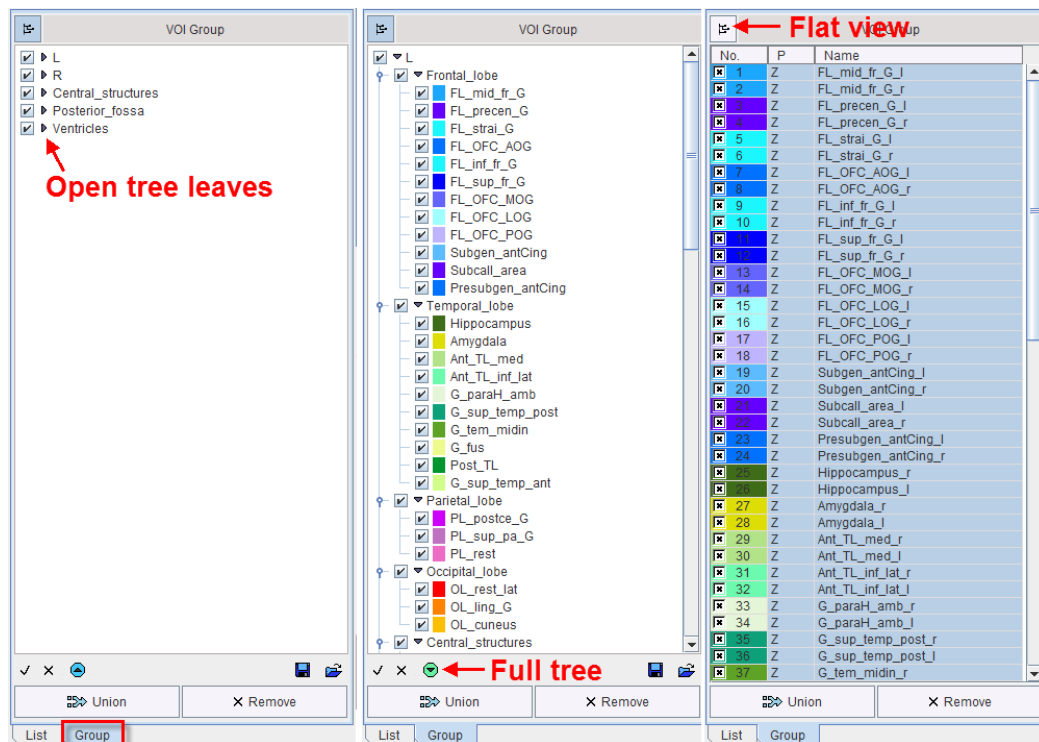 VOI Group
L
R
Central_structures
Posterior_fossa
Ventricles
Open tree leaves
Union
Remove
List
Group
VOI Group
L
Frontal_lobe
FL_mid_fr_G
FL_precen_G
FL_strai_G
FL_OFC_AOG
FL_inf_fr_G
FL_sup_fr_G
FL_OFC_MOG
FL_OFC_LOG
FL_OFC_POG
Subgen_antCing
Subcall_area
Presubgen_antCing
Temporal_lobe
Hippocampus
Amygdala
Ant_TL_med
Ant_TL_inf_lat
G_paraH_amb
G_sup_temp_post
G_tem_midin
G_fus
Post_TL
G_sup_temp_ant
Parietal_lobe
PL_postce_G
PL_sup_pa_G
PL_rest
Occipital_lobe
OL_rest_lat
OL_ling_G
OL_cuneus
Central_structures
Full tree
Union
Remove
List
Group
Flat view
VOI Group
No. P Name
1 Z FL_mid_fr_G_l
2 Z FL_mid_fr_G_r
3 Z FL_precen_G_l
4 Z FL_precen_G_r
5 Z FL_strai_G_l
6 Z FL_strai_G_r
7 Z FL_OFC_AOG_l
8 Z FL_OFC_AOG_r
9 Z FL_inf_fr_G_l
10 Z FL_inf_fr_G_r
11 Z FL_sup_fr_G_l
12 Z FL_sup_fr_G_r
13 Z FL_OFC_MOG_l
14 Z FL_OFC_MOG_r
15 Z FL_OFC_LOG_l
16 Z FL_OFC_LOG_r
17 Z FL_OFC_POG_l
18 Z FL_OFC_POG_r
19 Z Subgen_antCing_l
20 Z Subgen_antCing_r
21 Z Subcall_area_l
22 Z Subcall_area_r
23 Z Presubgen_antCing_l
24 Z Presubgen_antCing_r
25 Z Hippocampus_r
26 Z Hippocampus_l
27 Z Amygdala_r
28 Z Amygdala_l
29 Z Ant_TL_med_r
30 Z Ant_TL_med_l
31 Z Ant_TL_inf_lat_r
32 Z Ant_TL_inf_lat_l
33 Z G_paraH_amb_r
34 Z G_paraH_amb_l
35 Z G_sup_temp_post_r
36 Z G_sup_temp_post_l
37 Z G_tem_midin_r
Union
Remove
List
Group